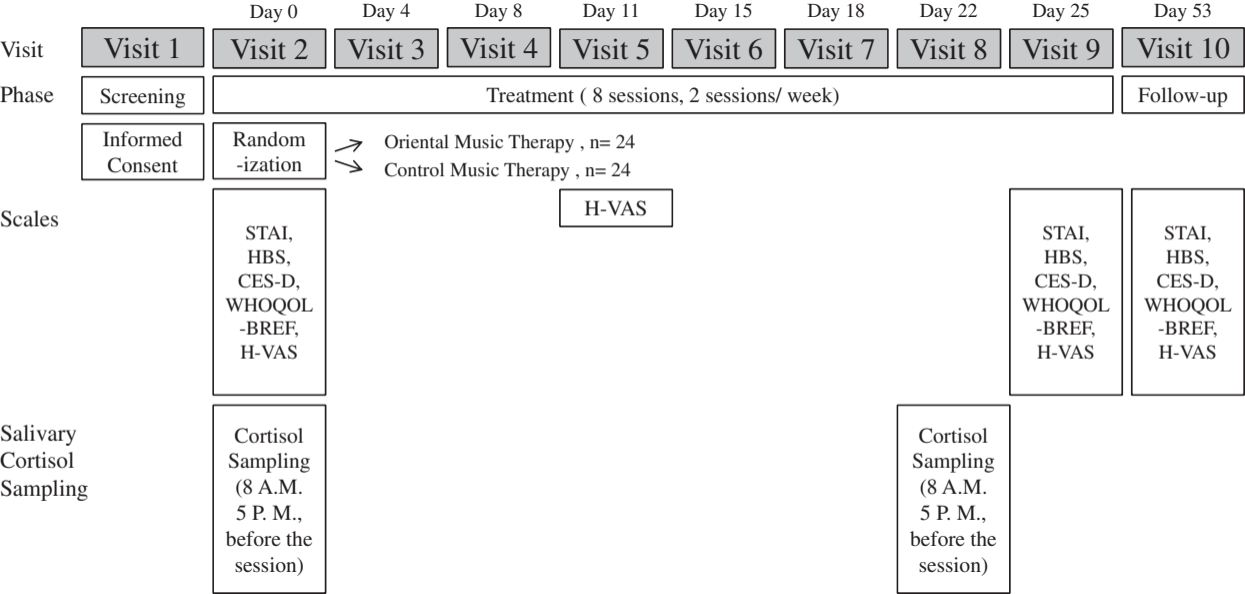 Day 0 Day 4 Day 8 Day 11 Day 15 Day 18 Day 22 Day 25 Day 53
Visit Visit 1 Visit 2 Visit 3 Visit 4 Visit 5 Visit 6 Visit 7 Visit 8 Visit 9 Visit 10
Phase Screening Treatment ( 8 sessions, 2 sessions/ week) Follow-up
Informed
Consent
Random
-ization
Oriental Music Therapy , n= 24
Control Music Therapy , n= 24
Scales
STAI,
HBS,
CES-D,
WHOQOL
-BREF,
H-VAS
H-VAS
STAI,
HBS,
CES-D,
WHOQOL
-BREF,
H-VAS
STAI,
HBS,
CES-D,
WHOQOL
-BREF,
H-VAS
Salivary
Cortisol
Sampling
Cortisol
Sampling
(8 A.M.
5 P. M.,
before the
session)
Cortisol
Sampling
(8 A.M.
5 P. M.,
before the
session)